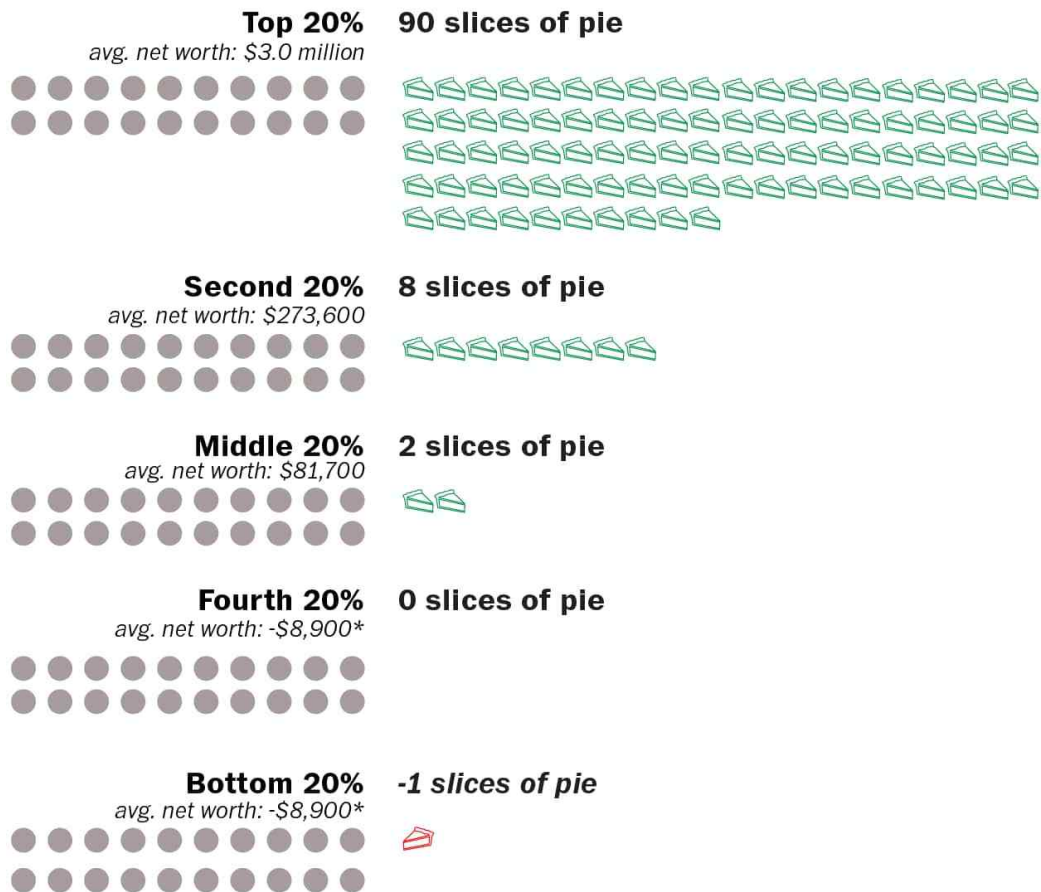 Top 20%
90 slices of pie
avg. net worth: $3.0 million
Second 20%
8 slices of pie
avg. net worth: $273,600
Middle 20%
2 slices of pie
avg. net worth: $81,700
Fourth 20%
0 slices of pie
avg. net worth: -$8,900*
Bottom 20%
-1 slices of pie
avg. net worth: -$8,900*